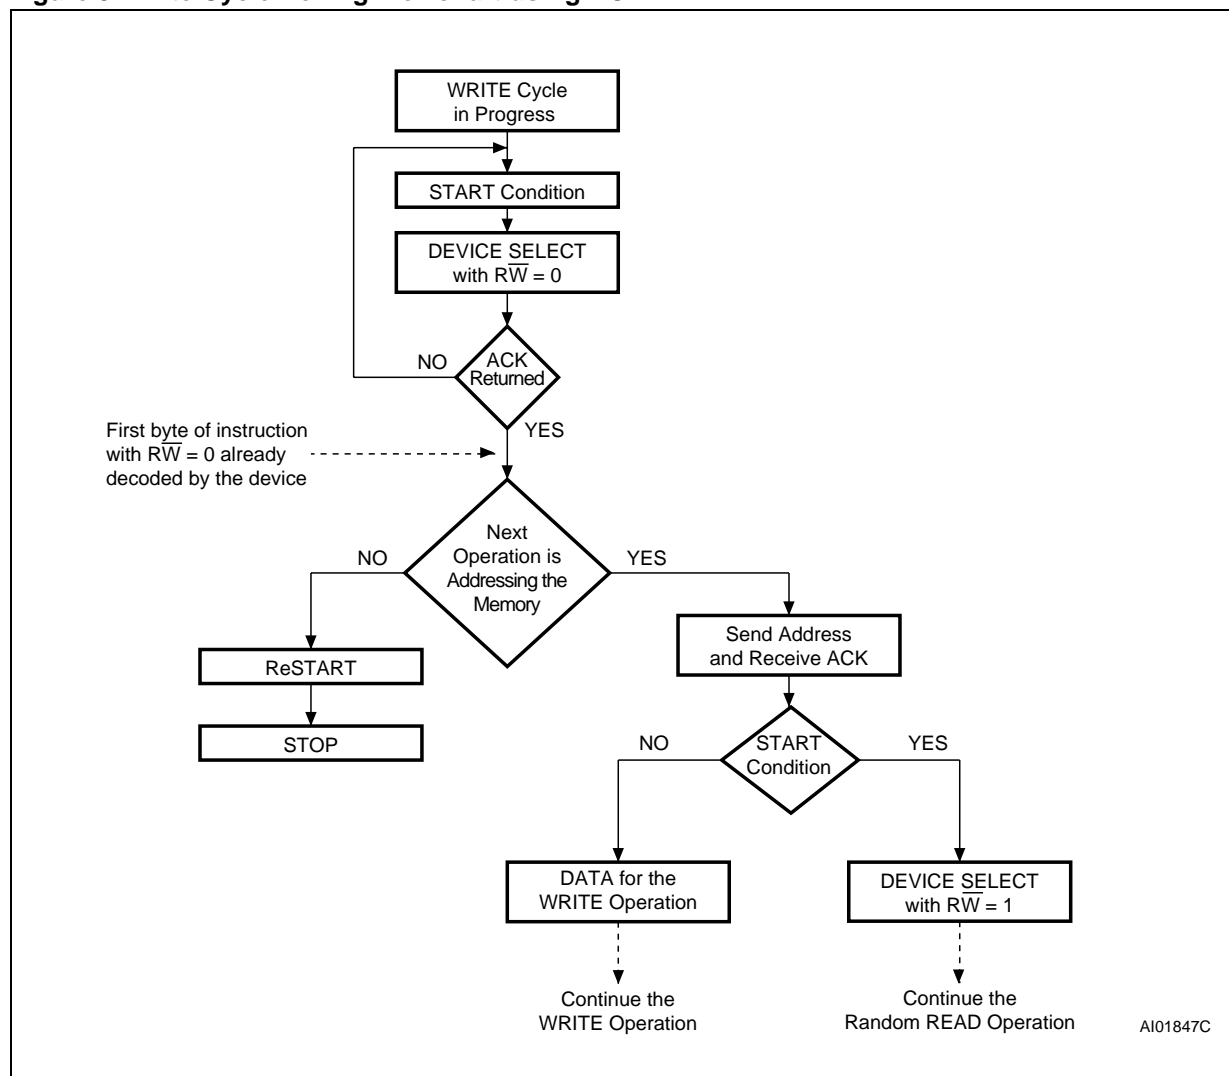 WRITE Cycle
in Progress
START Condition
DEVICE SELECT
with RW̅ = 0
ACK
Returned
NO
YES
First byte of instruction
with RW̅ = 0 already
decoded by the device
Next
Operation is
Addressing the
Memory
NO
YES
ReSTART
STOP
Send Address
and Receive ACK
START
Condition
NO
YES
DATA for the
WRITE Operation
DEVICE SELECT
with RW̅ = 1
Continue the
WRITE Operation
Continue the
Random READ Operation
AI01847C